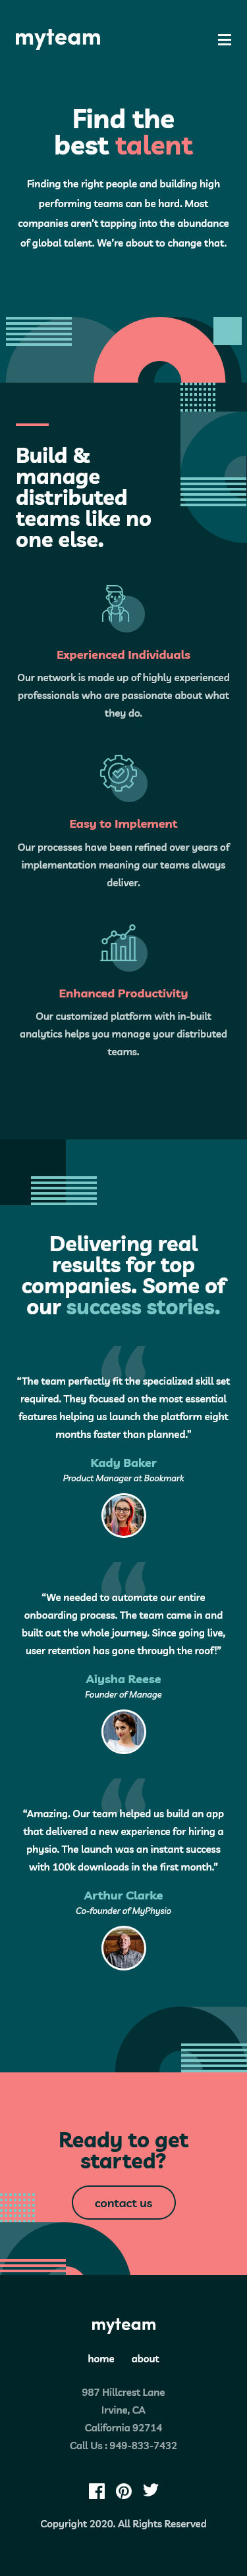 myteam
Find the
best talent
Finding the right people and building high
performing teams can be hard. Most
companies aren't tapping into the abundance
of global talent. We're about to change that.
Build &
manage
distributed
teams like no
one else.
Experienced Individuals
Our network is made up of highly experienced
professionals who are passionate about what
they do.
Easy to Implement
Our processes have been refined over years of
implementation meaning our teams always
deliver.
Enhanced Productivity
Our customized platform with in-built
analytics helps you manage your distributed
teams.
Delivering real
results for top
companies. Some of
our success stories.
“The team perfectly fit the specialized skill set
required. They focused on the most essential
features helping us launch the platform eight
months faster than planned.”
Kady Baker
Product Manager at Bookmark
“We needed to automate our entire
onboarding process. The team came in and
built out the whole journey. Since going live,
user retention has gone through the roof!”
Aiysha Reese
Founder of Manage
“Amazing. Our team helped us build an app
that delivered a new experience for hiring a
physio. The launch was an instant success
with 100k downloads in the first month.”
Arthur Clarke
Co-founder of MyPhysio
Ready to get
started?
contact us
myteam
home about
987 Hillcrest Lane
Irvine, CA
California 92714
Call Us : 949-833-7432
Copyright 2020. All Rights Reserved